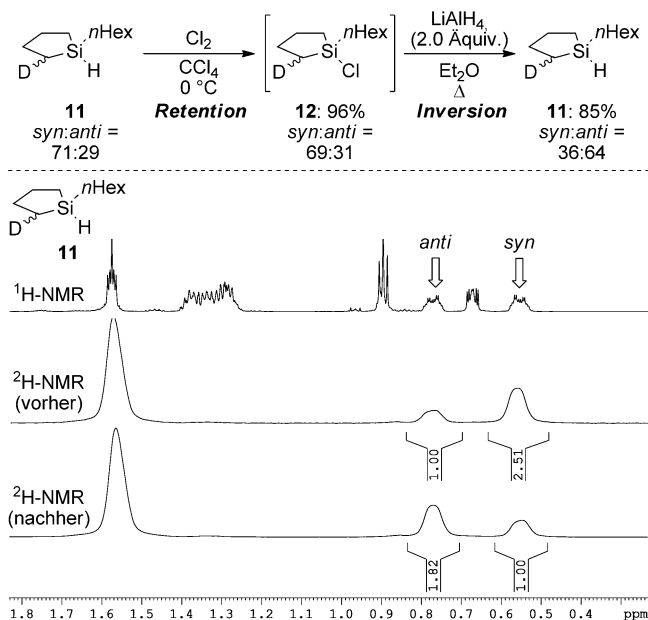 nHex
Si
D
H
11
syn:anti =
71:29
Cl2
CCl4
0 °C
Retention
nHex
Si
D
Cl
12: 96%
syn:anti =
69:31
LiAlH4,
(2.0 Äquiv.)
Et2O
Δ
Inversion
nHex
Si
D
H
11: 85%
syn:anti =
36:64
nHex
Si
D
H
11
anti
syn
1H-NMR
2H-NMR
(vorher)
1.00
2.51
2H-NMR
(nachher)
1.82
1.00
1.8 1.7 1.6 1.5 1.4 1.3 1.2 1.1 1.0 0.9 0.8 0.7 0.6 0.5 0.4 ppm